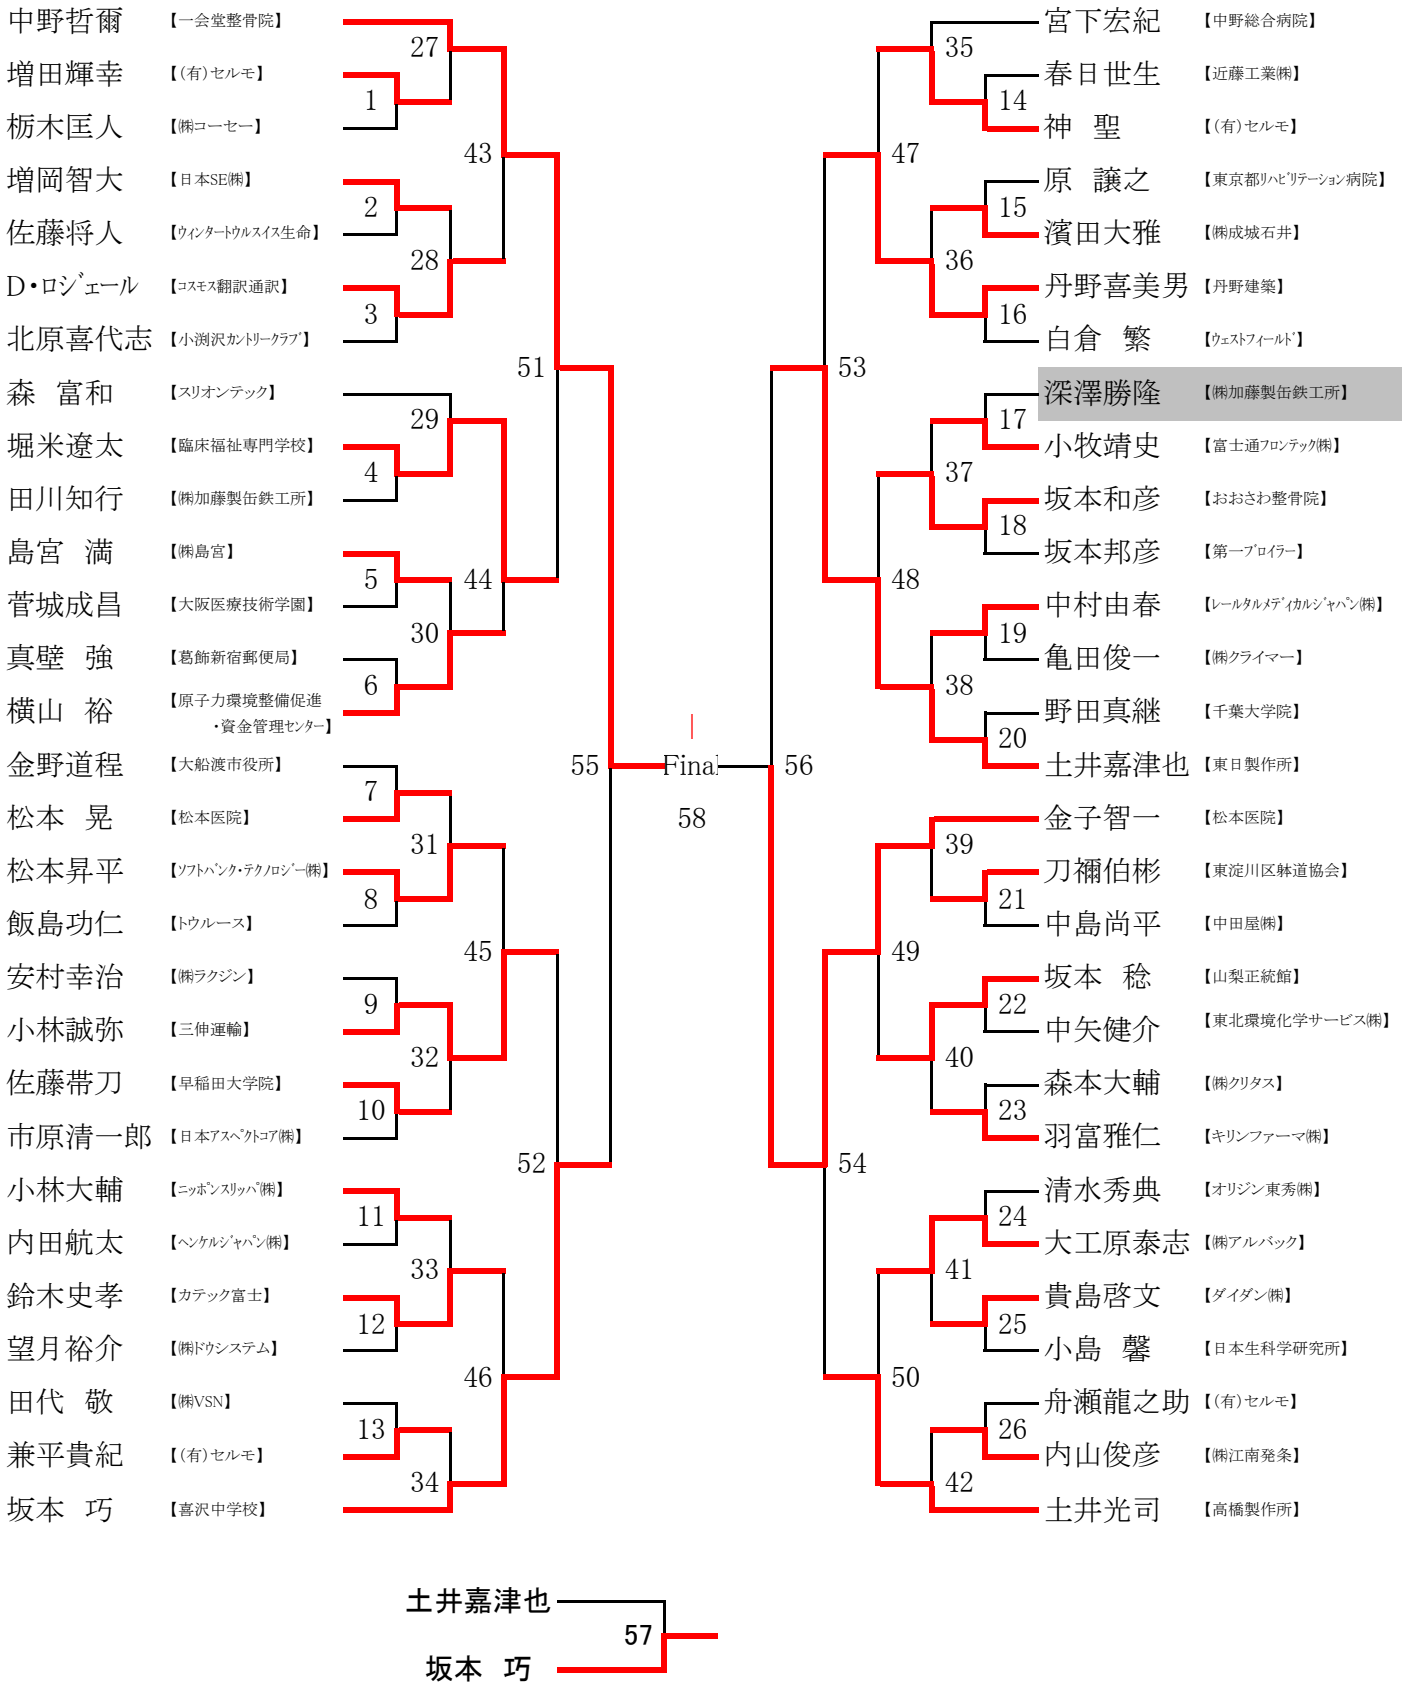 中野哲爾 【一会堂整骨院】
増田輝幸 【(有)セルモ】
栃木匡人 【㈱コーセー】
増岡智大 【日本SE㈱】
佐藤将人 【ウィンタートウルスイス生命】
D・ロジェール 【コスモス翻訳通訳】
北原喜代志 【小渕沢カントリークラブ】
森 富和 【スリオンテック】
堀米遼太 【臨床福祉専門学校】
田川知行 【㈱加藤製缶鉄工所】
島宮 満 【㈱島宮】
菅城成昌 【大阪医療技術学園】
真壁 強 【葛飾新宿郵便局】
横山 裕 【原子力環境整備促進
・資金管理センター】
金野道程 【大船渡市役所】
松本 晃 【松本医院】
松本昇平 【ソフトバンク・テクノロジー㈱】
飯島功仁 【トウルース】
安村幸治 【㈱ラクジン】
小林誠弥 【三伸運輸】
佐藤帯刀 【早稲田大学院】
市原清一郎 【日本アスペクトコア㈱】
小林大輔 【ニッポンスリッパ㈱】
内田航太 【ヘンケルジャパン㈱】
鈴木史孝 【カテック富士】
望月裕介 【㈱ドウシステム】
田代 敬 【㈱VSN】
兼平貴紀 【(有)セルモ】
坂本 巧 【喜沢中学校】
1
2
3
4
5
6
7
8
9
10
11
12
13
27
28
29
30
31
32
33
34
43
44
45
46
51
52
55
Final
58
56
53
54
47
48
49
50
35
36
37
38
39
40
41
42
14
15
16
17
18
19
20
21
22
23
24
25
26
宮下宏紀 【中野総合病院】
春日世生 【近藤工業㈱】
神 聖 【(有)セルモ】
原 譲之 【東京都リハビリテーション病院】
濱田大雅 【㈱成城石井】
丹野喜美男 【丹野建築】
白倉 繁 【ウェストフィールド】
深澤勝隆 【㈱加藤製缶鉄工所】
小牧靖史 【富士通フロンテック㈱】
坂本和彦 【おおさわ整骨院】
坂本邦彦 【第一ブロイラー】
中村由春 【レールタルメディカルジャパン㈱】
亀田俊一 【㈱クライマー】
野田真継 【千葉大学院】
土井嘉津也 【東日製作所】
金子智一 【松本医院】
刀禰伯彬 【東淀川区躰道協会】
中島尚平 【中田屋㈱】
坂本 稔 【山梨正統館】
中矢健介 【東北環境化学サービス㈱】
森本大輔 【㈱クリタス】
羽富雅仁 【キリンファーマ㈱】
清水秀典 【オリジン東秀㈱】
大工原泰志 【㈱アルバック】
貴島啓文 【ダイダン㈱】
小島 馨 【日本生科学研究所】
舟瀬龍之助 【(有)セルモ】
内山俊彦 【㈱江南発条】
土井光司 【高橋製作所】
土井嘉津也
57
坂本 巧